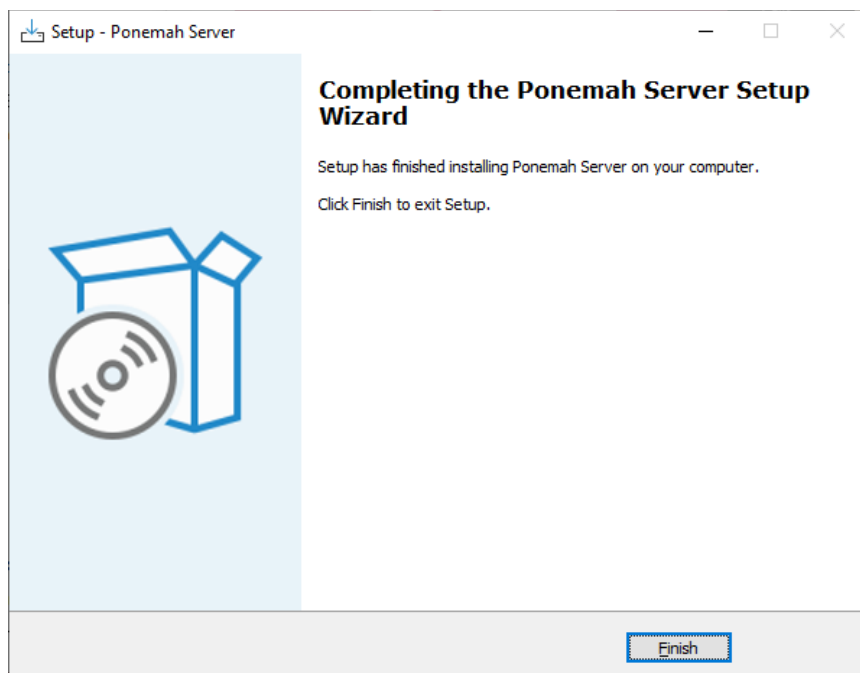 Setup - Ponemah Server
Completing the Ponemah Server Setup
Wizard
Setup has finished installing Ponemah Server on your computer.
Click Finish to exit Setup.
Finish